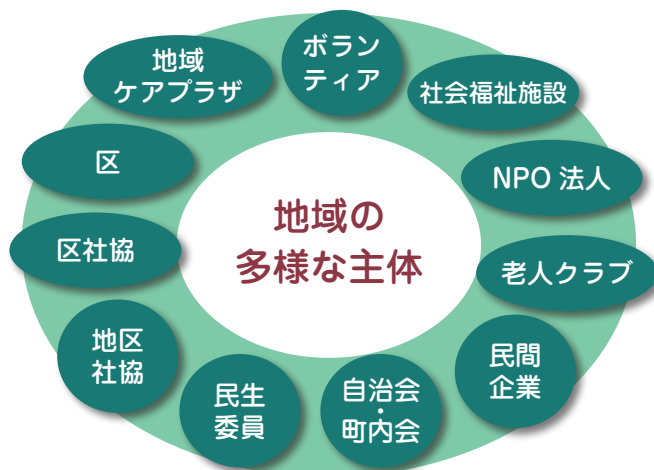 地域の
多様な主体
ボラン
ティア
社会福祉施設
NPO 法人
老人クラブ
民間
企業
自治会・
町内会
民生
委員
地区
社協
区社協
区
地域
ケアプラザ